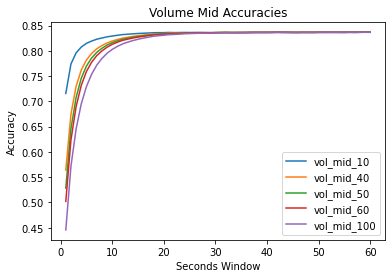 Volume Mid Accuracies
Accuracy
0.85
0.80
0.75
0.70
0.65
0.60
0.55
0.50
0.45
vol_mid_10
vol_mid_40
vol_mid_50
vol_mid_60
vol_mid_100
0 10 20 30 40 50 60
Seconds Window